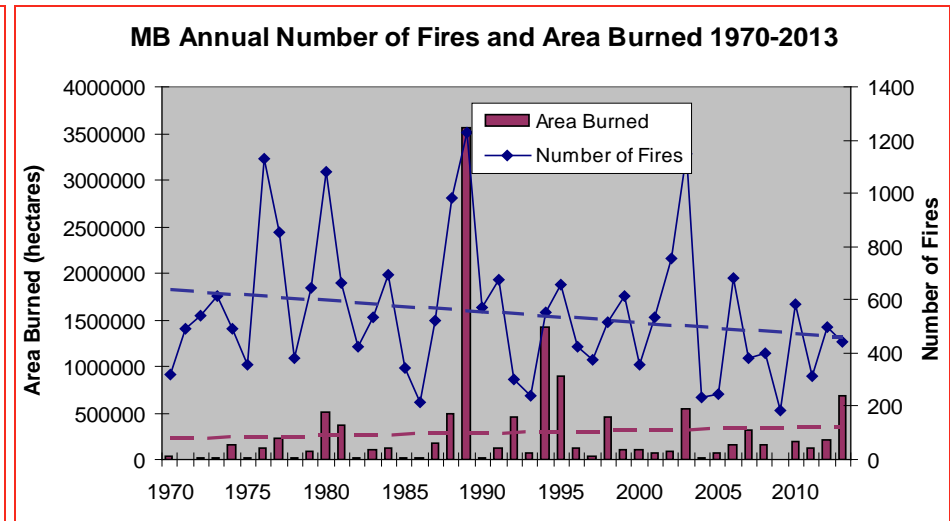 MB Annual Number of Fires and Area Burned 1970-2013
Area Burned (hectares)
4000000
3500000
3000000
2500000
2000000
1500000
1000000
500000
0
Area Burned
Number of Fires
1400
1200
1000
800
600
400
200
0
Number of Fires
1970 1975 1980 1985 1990 1995 2000 2005 2010